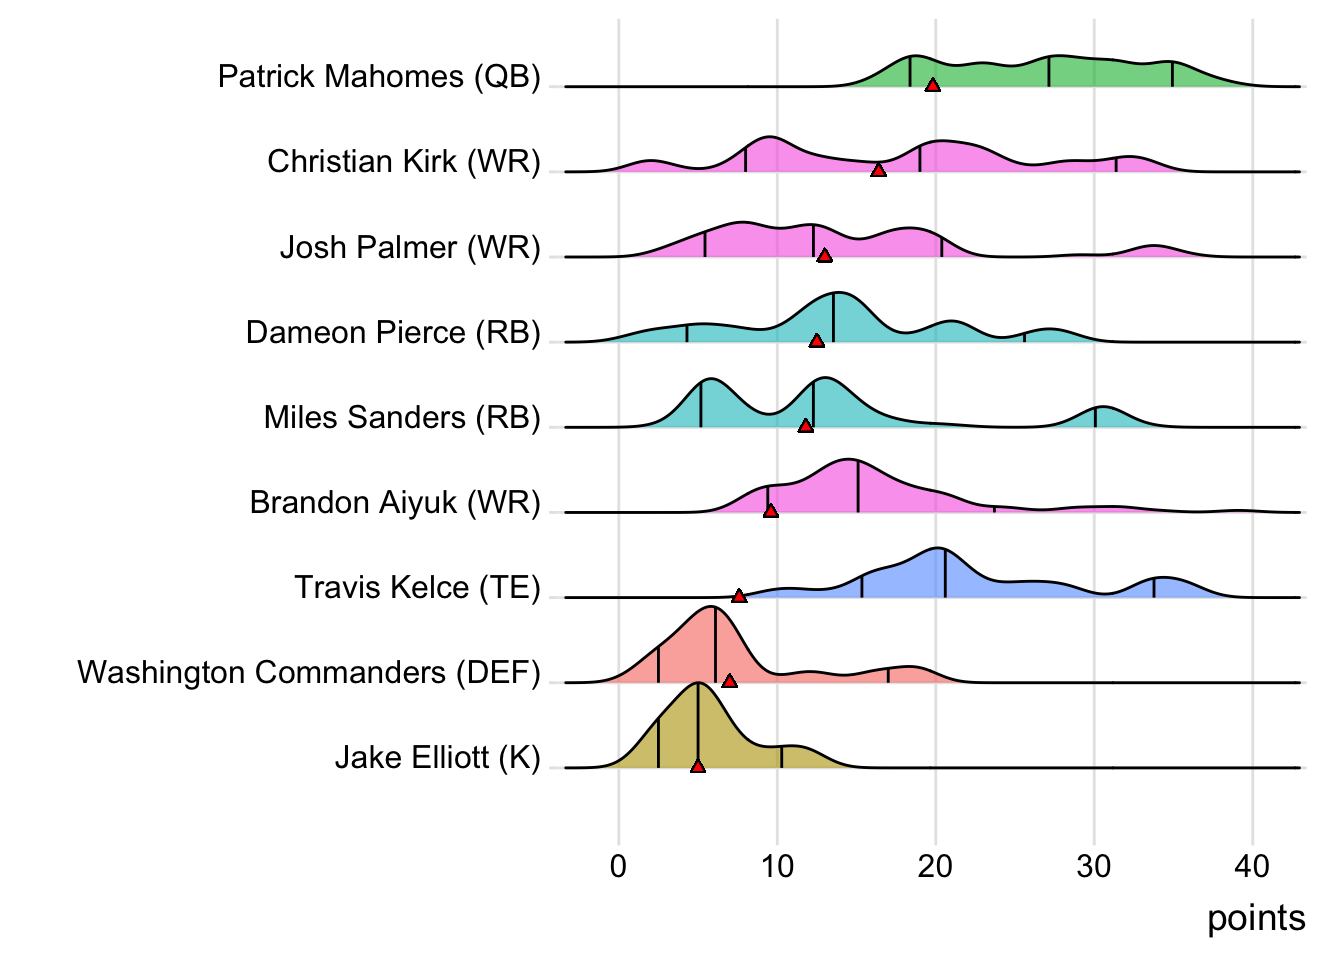 Patrick Mahomes (QB)
Christian Kirk (WR)
Josh Palmer (WR)
Dameon Pierce (RB)
Miles Sanders (RB)
Brandon Aiyuk (WR)
Travis Kelce (TE)
Washington Commanders (DEF)
Jake Elliott (K)
0 10 20 30 40
points